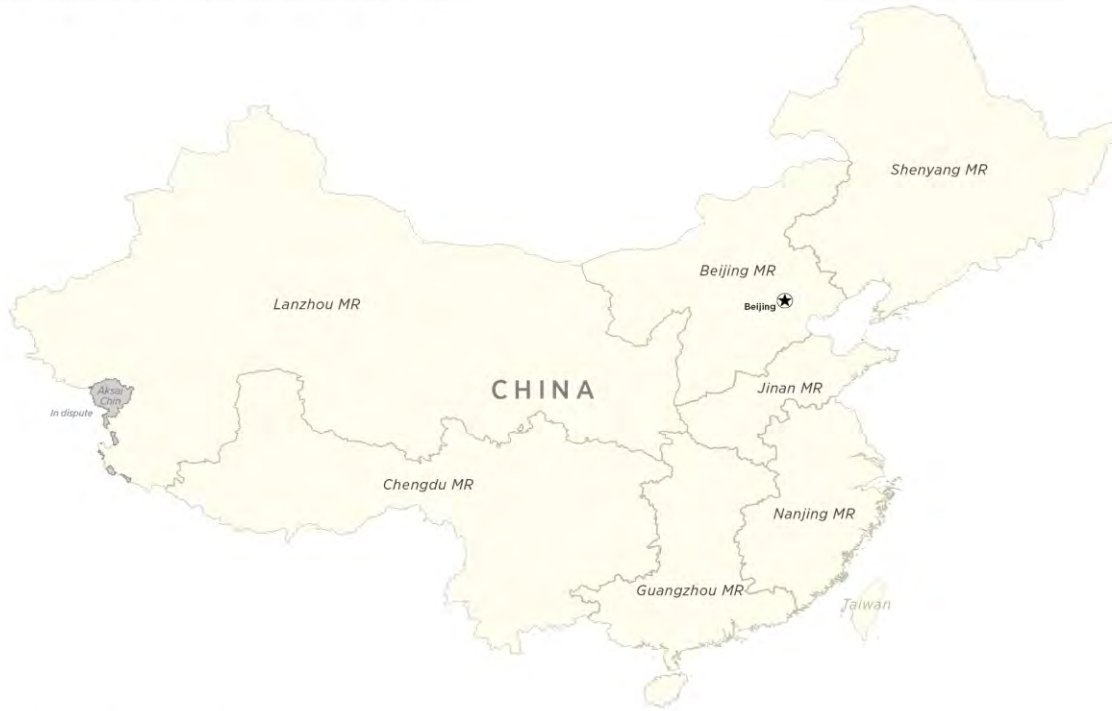 Shenyang MR
Beijing MR
Beijing
Lanzhou MR
CHINA
Aksai
Chin
In dispute
Jinan MR
Chengdu MR
Nanjing MR
Guangzhou MR
Taiwan